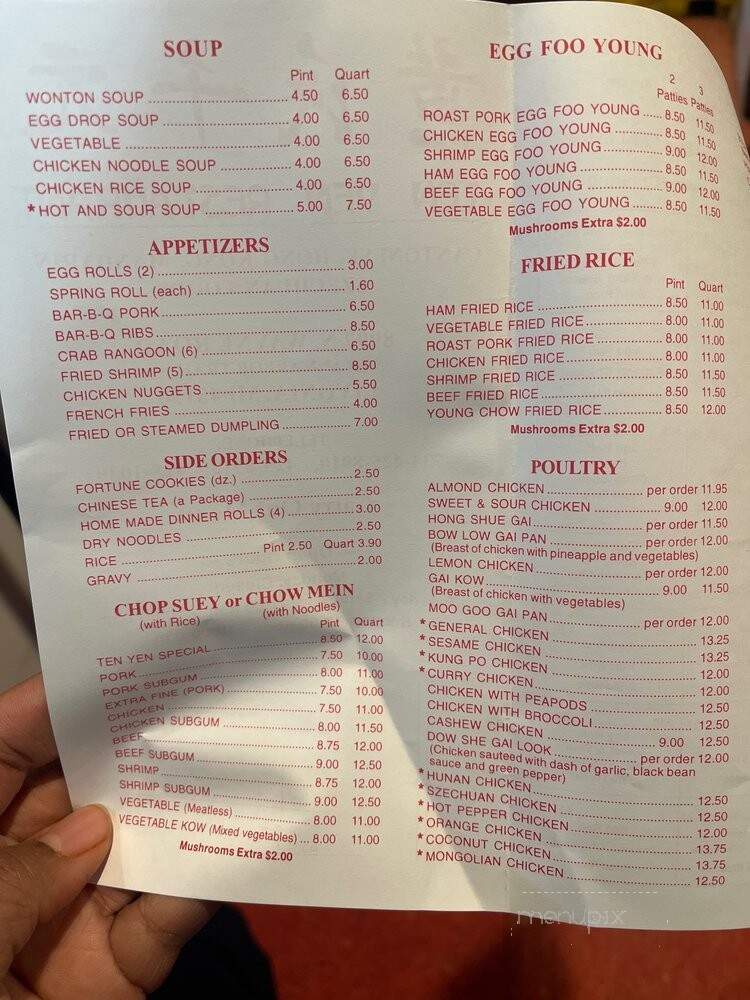 SOUP
Pint Quart
WONTON SOUP 4.50 6.50
EGG DROP SOUP 4.00 6.50
VEGETABLE 4.00 6.50
CHICKEN NOODLE SOUP 4.00 6.50
CHICKEN RICE SOUP 4.00 6.50
*HOT AND SOUR SOUP 5.00 7.50
APPETIZERS
EGG ROLLS (2) 3.00
SPRING ROLL (each) 1.60
BAR-B-Q PORK 6.50
BAR-B-Q RIBS 8.50
CRAB RANGOON (6) 6.50
FRIED SHRIMP (5) 8.50
CHICKEN NUGGETS 5.50
FRENCH FRIES 4.00
FRIED OR STEAMED DUMPLING 7.00
SIDE ORDERS
FORTUNE COOKIES (dz.) 2.50
CHINESE TEA (a Package) 2.50
HOME MADE DINNER ROLLS (4) 3.00
DRY NOODLES 2.50
RICE Pint 2.50 Quart 3.90
GRAVY 2.00
CHOP SUEY or CHOW MEIN
(with Rice) (with Noodles)
Pint Quart
TEN YEN SPECIAL 8.50 12.00
PORK 7.50 10.00
PORK SUBGUM 8.00 11.00
EXTRA FINE (PORK) 7.50 10.00
CHICKEN 7.50 11.00
CHICKEN SUBGUM 8.00 11.50
BEEF 8.75 12.00
BEEF SUBGUM 9.00 12.50
SHRIMP 8.75 12.00
SHRIMP SUBGUM 9.00 12.50
VEGETABLE (Meatless) 8.00 11.00
VEGETABLE KOW (Mixed vegetables) 8.00 11.00
Mushrooms Extra $2.00
EGG FOO YOUNG
2 3
Patties Patties
ROAST PORK EGG FOO YOUNG 8.50 11.50
CHICKEN EGG FOO YOUNG 8.50 11.50
SHRIMP EGG FOO YOUNG 9.00 12.00
HAM EGG FOO YOUNG 8.50 11.50
BEEF EGG FOO YOUNG 9.00 12.00
VEGETABLE EGG FOO YOUNG 8.50 11.50
Mushrooms Extra $2.00
FRIED RICE
Pint Quart
HAM FRIED RICE 8.50 11.00
VEGETABLE FRIED RICE 8.00 11.00
ROAST PORK FRIED RICE 8.00 11.00
CHICKEN FRIED RICE 8.00 11.00
SHRIMP FRIED RICE 8.50 11.50
BEEF FRIED RICE 8.50 11.50
YOUNG CHOW FRIED RICE 8.50 12.00
Mushrooms Extra $2.00
POULTRY
ALMOND CHICKEN per order 11.95
SWEET & SOUR CHICKEN 9.00 12.00
HONG SHUE GAI per order 11.50
BOW LOW GAI PAN per order 12.00
(Breast of chicken with pineapple and vegetables)
LEMON CHICKEN per order 12.00
GAI KOW 9.00 11.50
(Breast of chicken with vegetables)
MOO GOO GAI PAN per order 12.00
*GENERAL CHICKEN 13.25
*SESAME CHICKEN 13.25
*KUNG PO CHICKEN 12.00
*CURRY CHICKEN 12.00
CHICKEN WITH PEAPODS 12.50
CHICKEN WITH BROCCOLI 12.50
CASHEW CHICKEN 9.00 12.50
DOW SHE GAI LOOK per order 12.00
(Chicken sauteed with dash of garlic, black bean
sauce and green pepper)
*HUNAN CHICKEN 12.50
*SZECHUAN CHICKEN 12.50
*HOT PEPPER CHICKEN 12.00
*ORANGE CHICKEN 13.75
*COCONUT CHICKEN 13.75
*MONGOLIAN CHICKEN 12.50
menupix